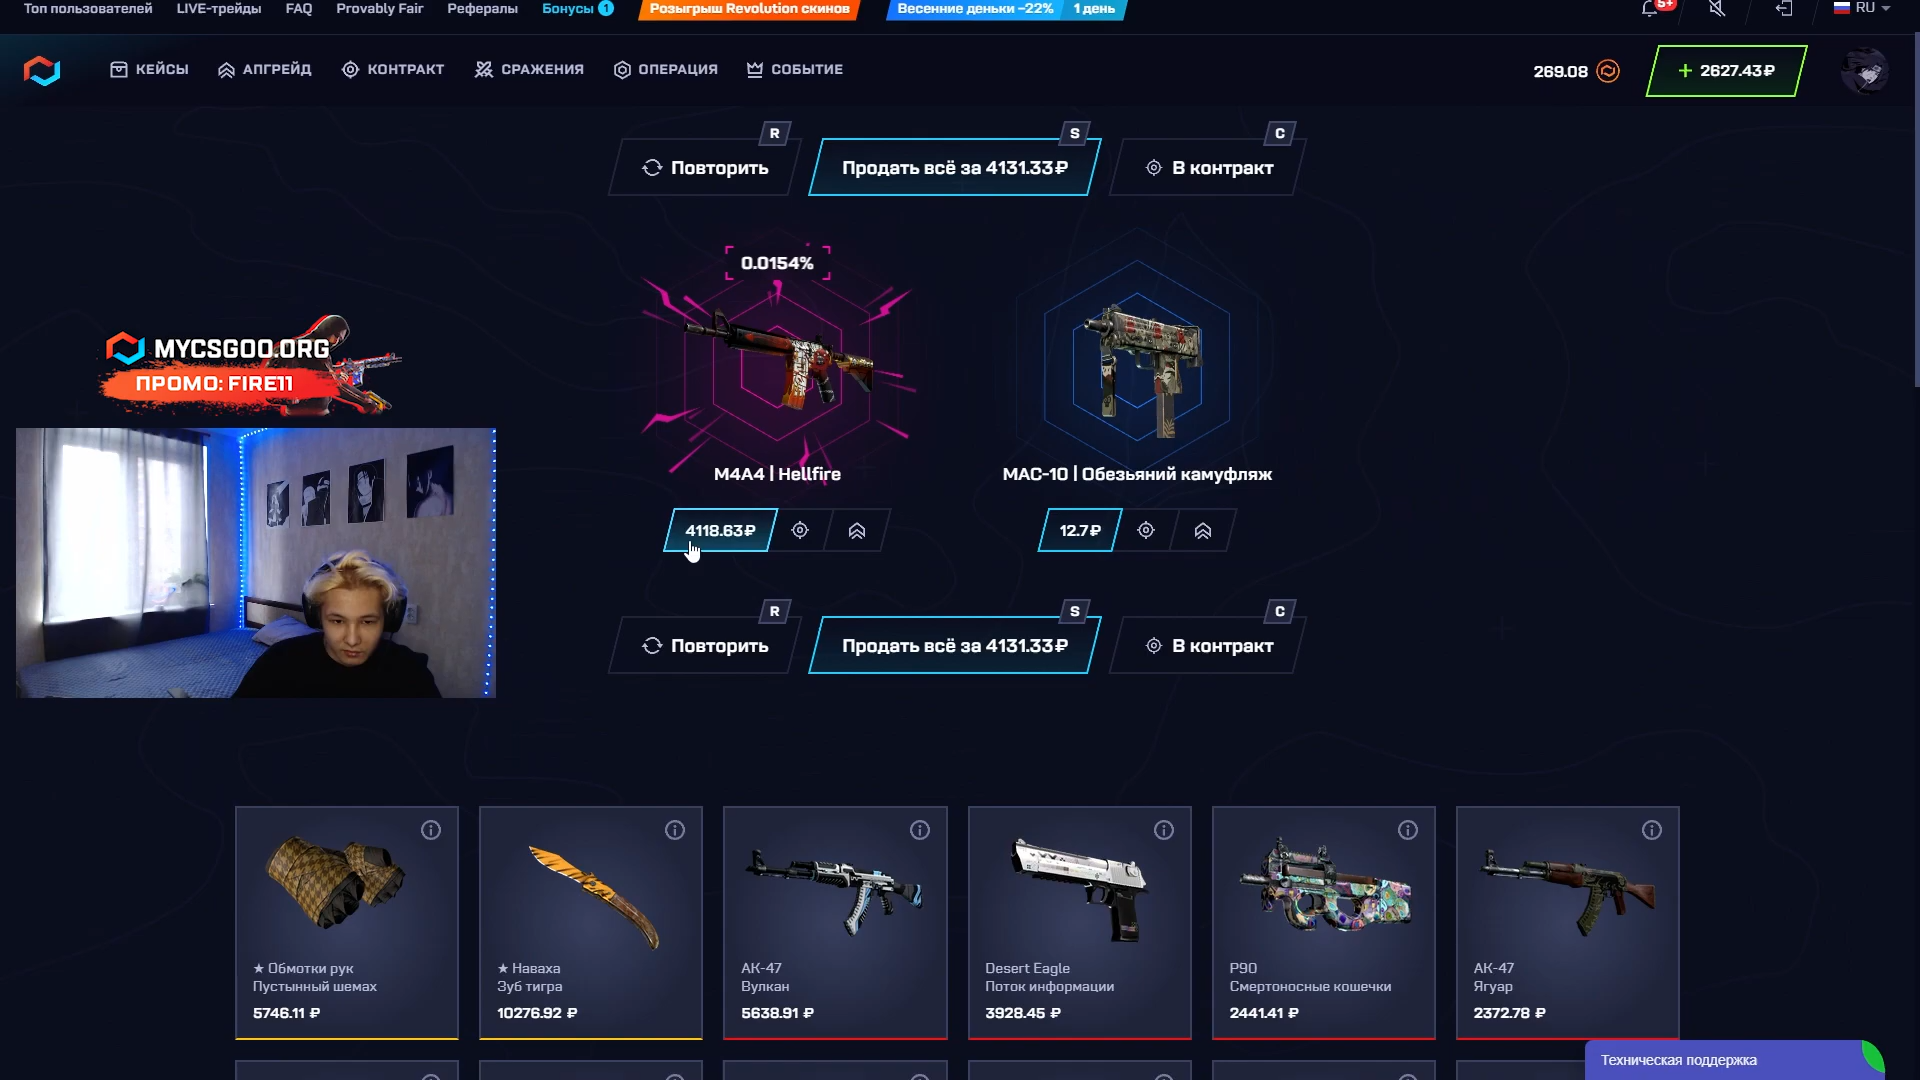 Топ пользователей
LIVE-трейды
FAQ
Provably Fair
Рефералы
Бонусы 1
Розыгрыш Revolution скинов
Весенние деньки -22% 1 день
5+
RU
КЕЙСЫ
АПГРЕЙД
КОНТРАКТ
СРАЖЕНИЯ
ОПЕРАЦИЯ
СОБЫТИЕ
269.08
+ 2627.43₽
R
S
C
Повторить
Продать всё за 4131.33₽
В контракт
0.0154%
MYCSGOO.ORG
ПРОМО: FIRE11
M4A4 | Hellfire
MAC-10 | Обезьяний камуфляж
4118.63₽
12.7₽
R
S
C
Повторить
Продать всё за 4131.33₽
В контракт
★ Обмотки рук
Пустынный шемах
5746.11 ₽
★ Наваха
Зуб тигра
10276.92 ₽
AK-47
Вулкан
5638.91 ₽
Desert Eagle
Поток информации
3928.45 ₽
P90
Смертоносные кошечки
2441.41 ₽
AK-47
Ягуар
2372.78 ₽
Техническая поддержка